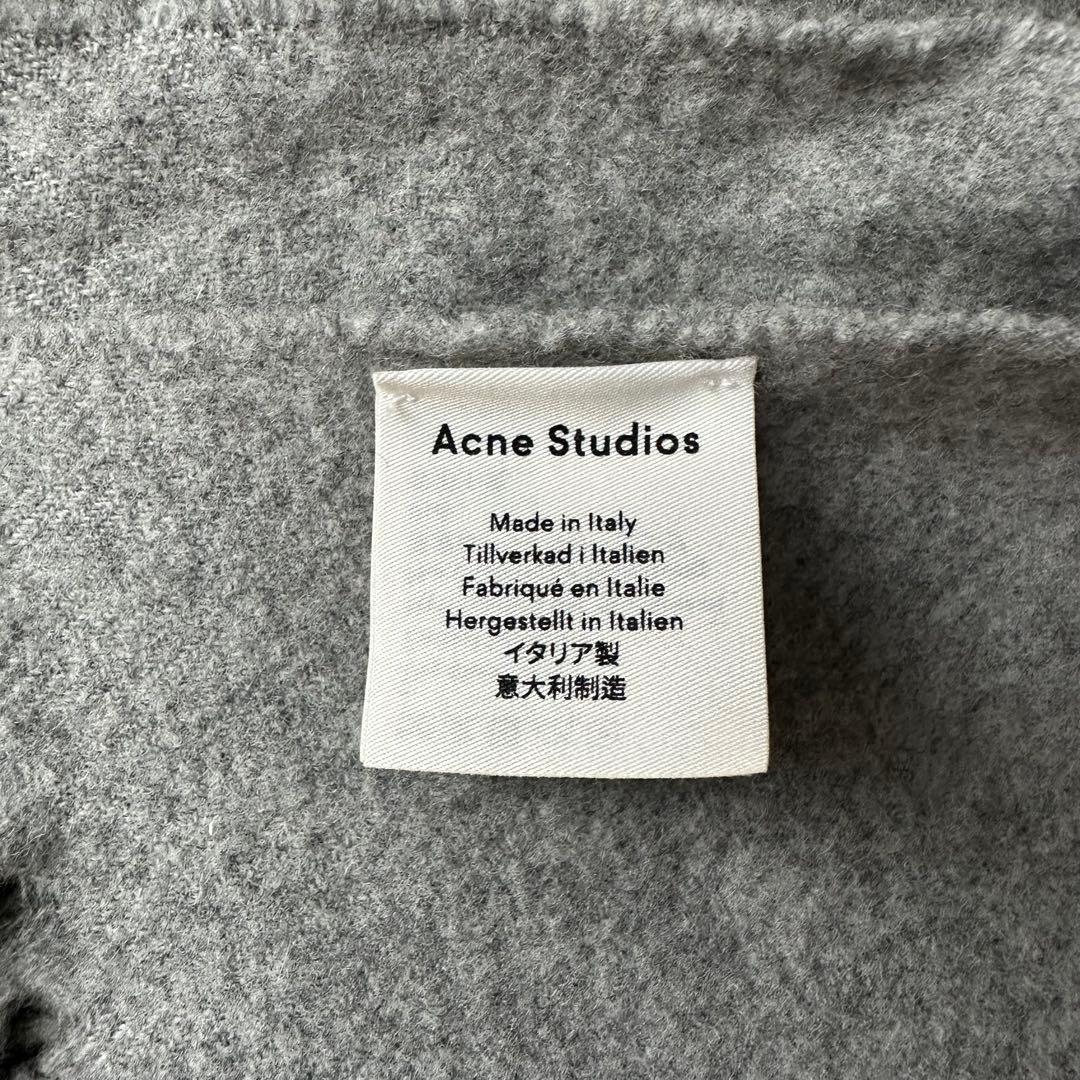 Acne Studios
Made in Italy
Tillverkad i Italien
Fabriqué en Italie
Hergestellt in Italien
イタリア製
意大利制造